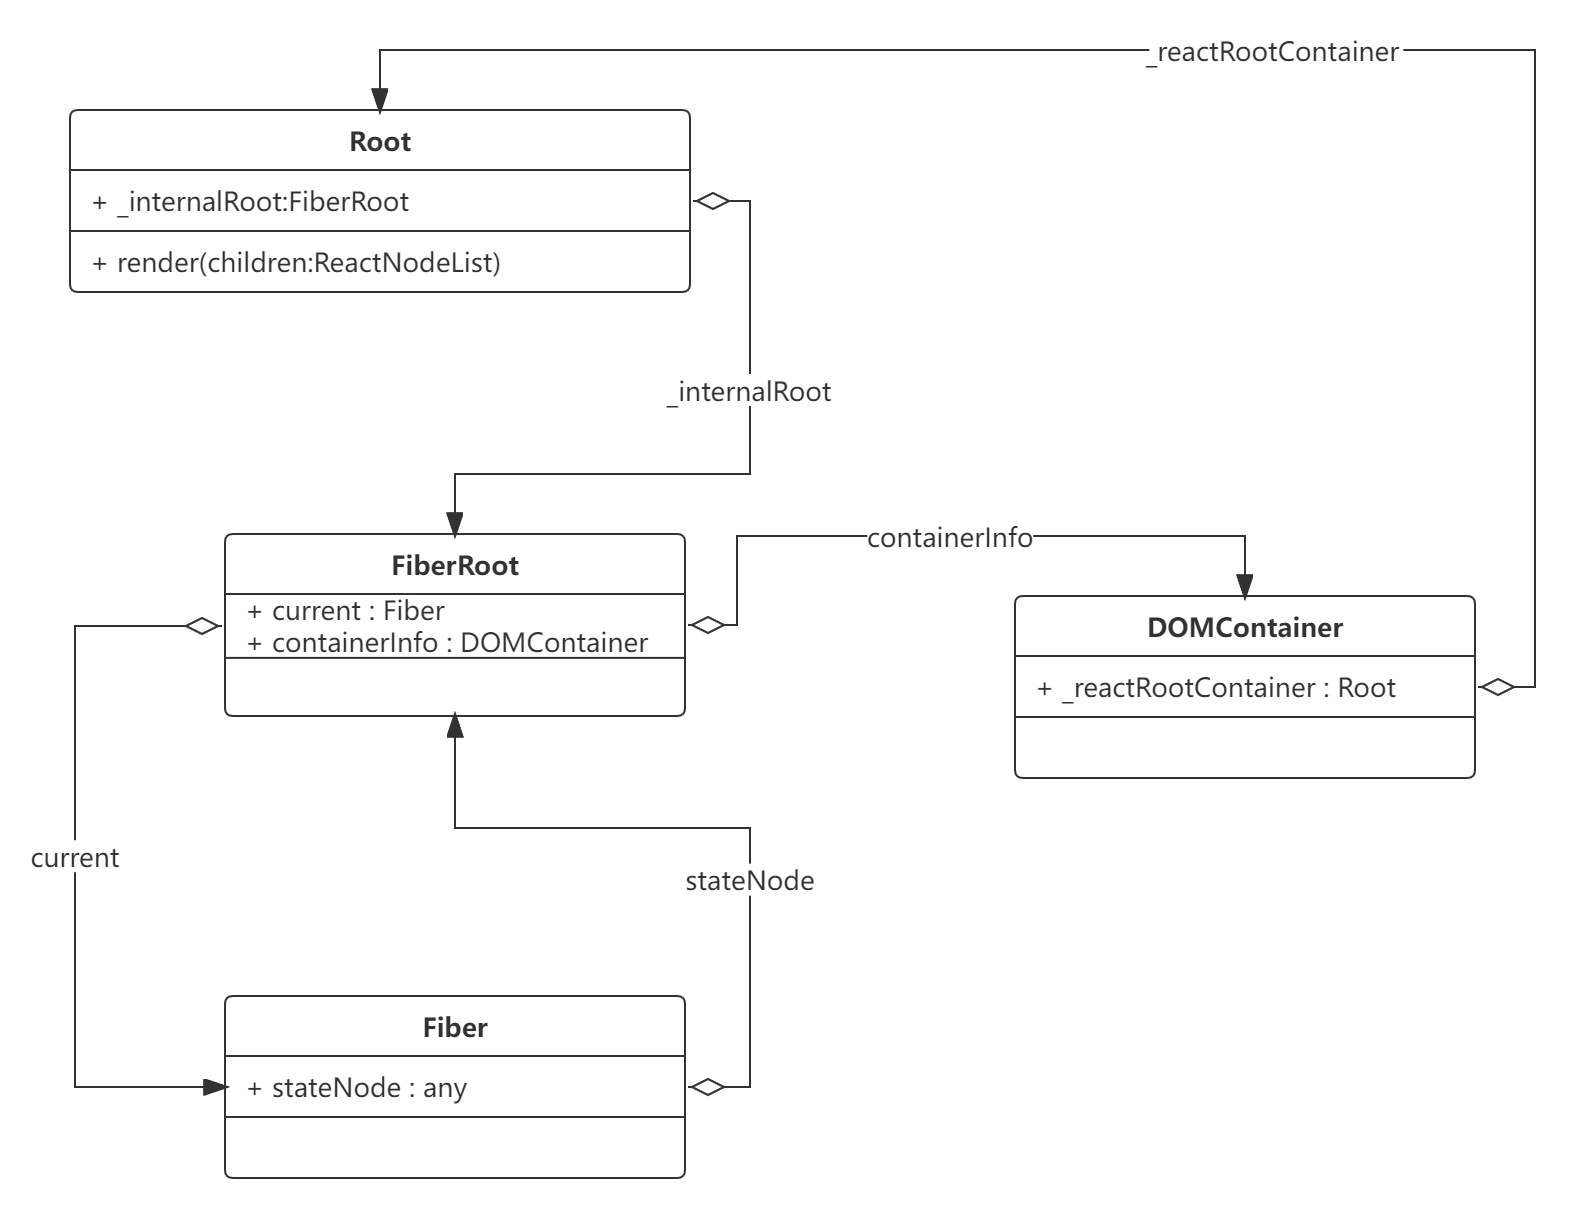 _reactRootContainer
Root
+ _internalRoot:FiberRoot
+ render(children:ReactNodeList)
_internalRoot
containerInfo
FiberRoot
+ current : Fiber
+ containerInfo : DOMContainer
DOMContainer
+ _reactRootContainer : Root
current
stateNode
Fiber
+ stateNode : any